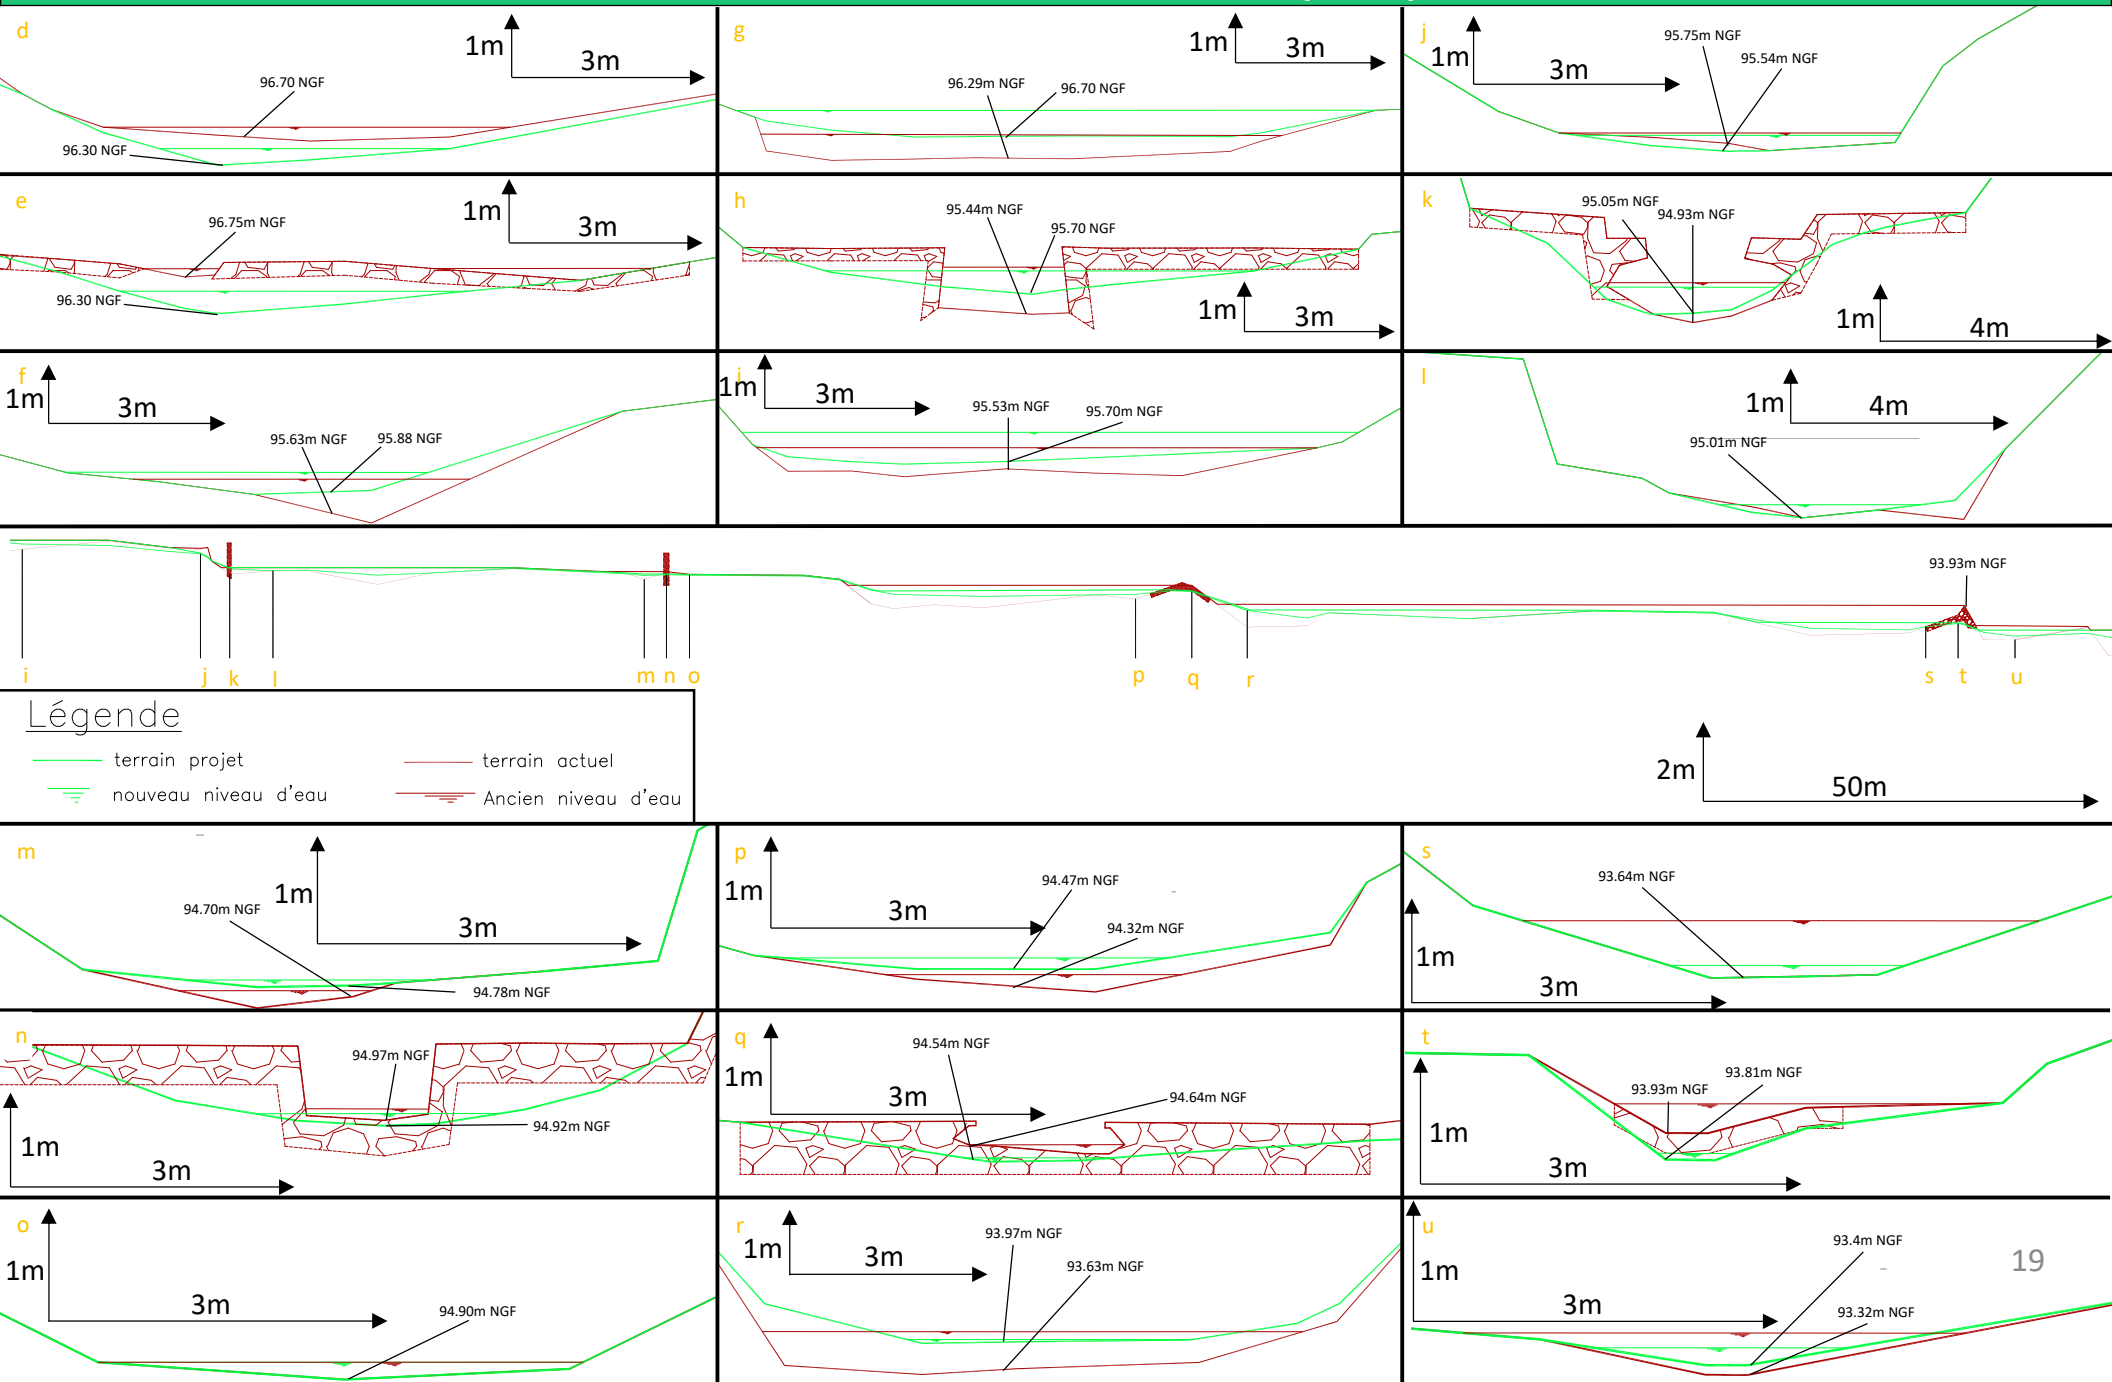 d
1m
3m
96.70 NGF
96.30 NGF
g
1m
3m
96.29m NGF
96.70 NGF
j
1m
3m
95.75m NGF
95.54m NGF
e
1m
3m
96.75m NGF
96.30 NGF
h
95.44m NGF
95.70 NGF
1m
3m
k
95.05m NGF
94.93m NGF
1m
4m
f
1m
3m
95.63m NGF
95.88 NGF
i
1m
3m
95.53m NGF
95.70m NGF
l
1m
4m
95.01m NGF
93.93m NGF
i j k l m n o p q r s t u
Légende
terrain projet
terrain actuel
nouveau niveau d'eau
Ancien niveau d'eau
2m
50m
m
1m
3m
94.70m NGF
94.78m NGF
p
1m
3m
94.47m NGF
94.32m NGF
s
93.64m NGF
1m
3m
n
94.97m NGF
94.92m NGF
1m
3m
q
94.54m NGF
1m
3m
94.64m NGF
t
93.93m NGF
93.81m NGF
1m
3m
o
1m
3m
94.90m NGF
r
1m
3m
93.97m NGF
93.63m NGF
u
1m
3m
93.4m NGF
93.32m NGF
19